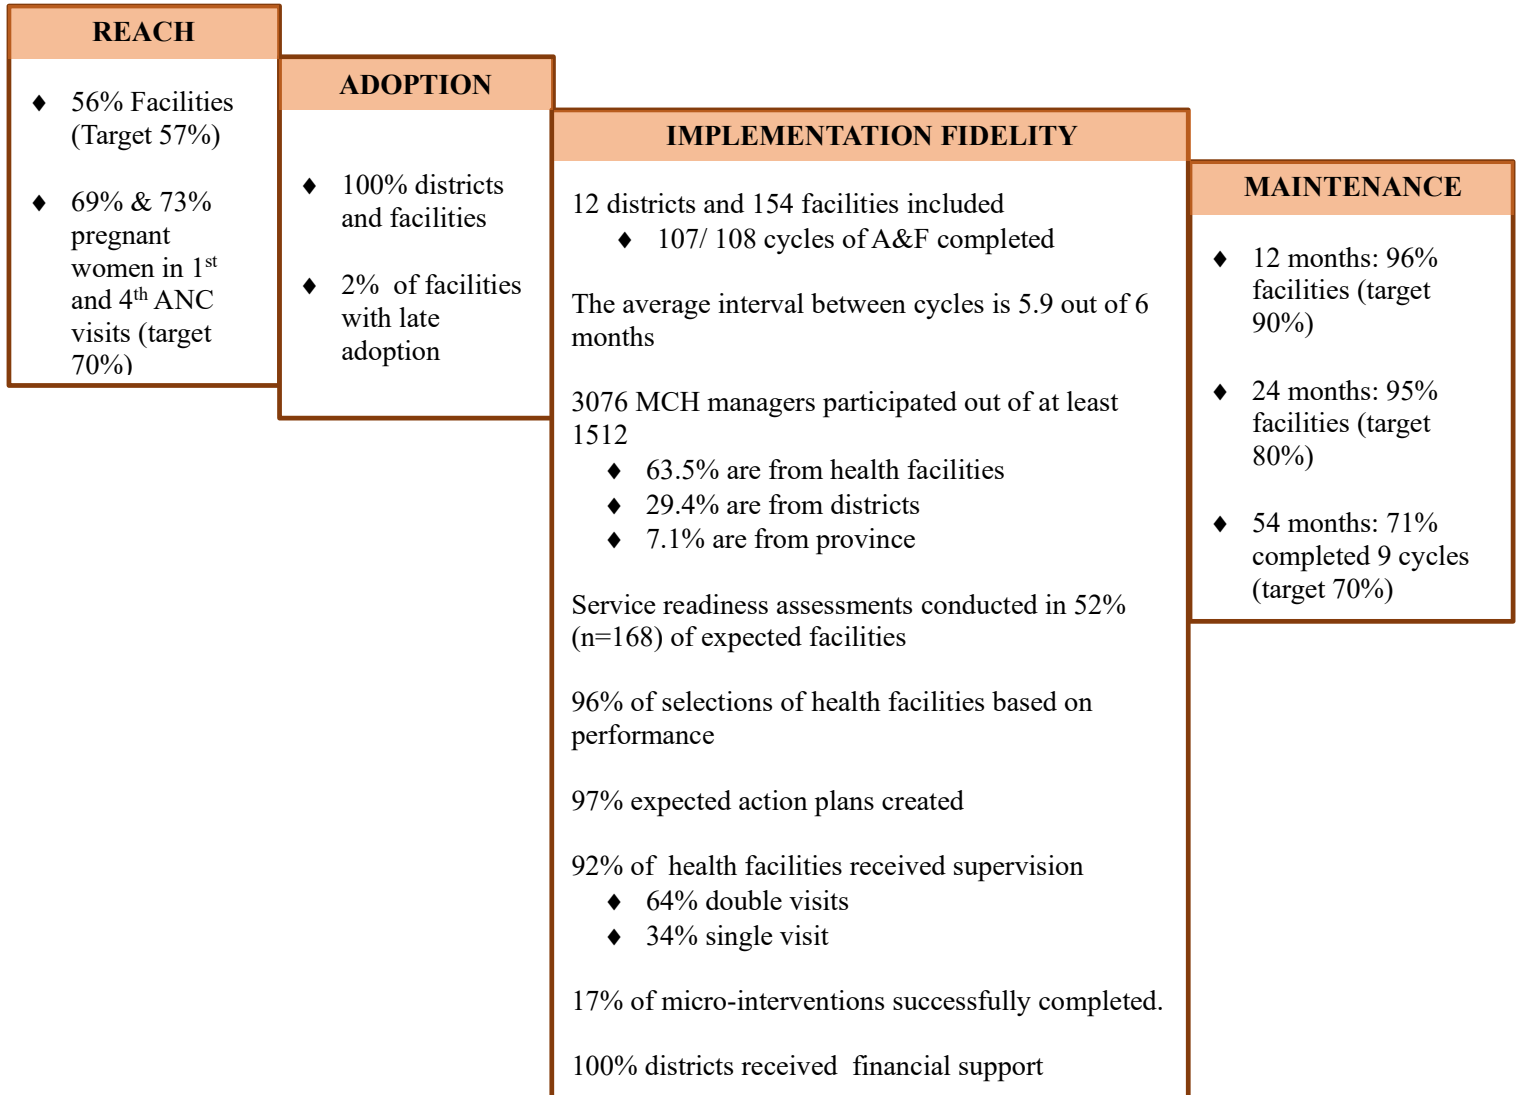 REACH
♦ 56% Facilities
(Target 57%)
♦ 69% & 73%
pregnant
women in 1st
and 4th ANC
visits (target
70%)
ADOPTION
♦ 100% districts
and facilities
♦ 2% of facilities
with late
adoption
IMPLEMENTATION FIDELITY
12 districts and 154 facilities included
♦ 107/ 108 cycles of A&F completed
The average interval between cycles is 5.9 out of 6
months
3076 MCH managers participated out of at least
1512
♦ 63.5% are from health facilities
♦ 29.4% are from districts
♦ 7.1% are from province
Service readiness assessments conducted in 52%
(n=168) of expected facilities
96% of selections of health facilities based on
performance
97% expected action plans created
92% of health facilities received supervision
♦ 64% double visits
♦ 34% single visit
17% of micro-interventions successfully completed.
100% districts received financial support
MAINTENANCE
♦ 12 months: 96%
facilities (target
90%)
♦ 24 months: 95%
facilities (target
80%)
♦ 54 months: 71%
completed 9 cycles
(target 70%)